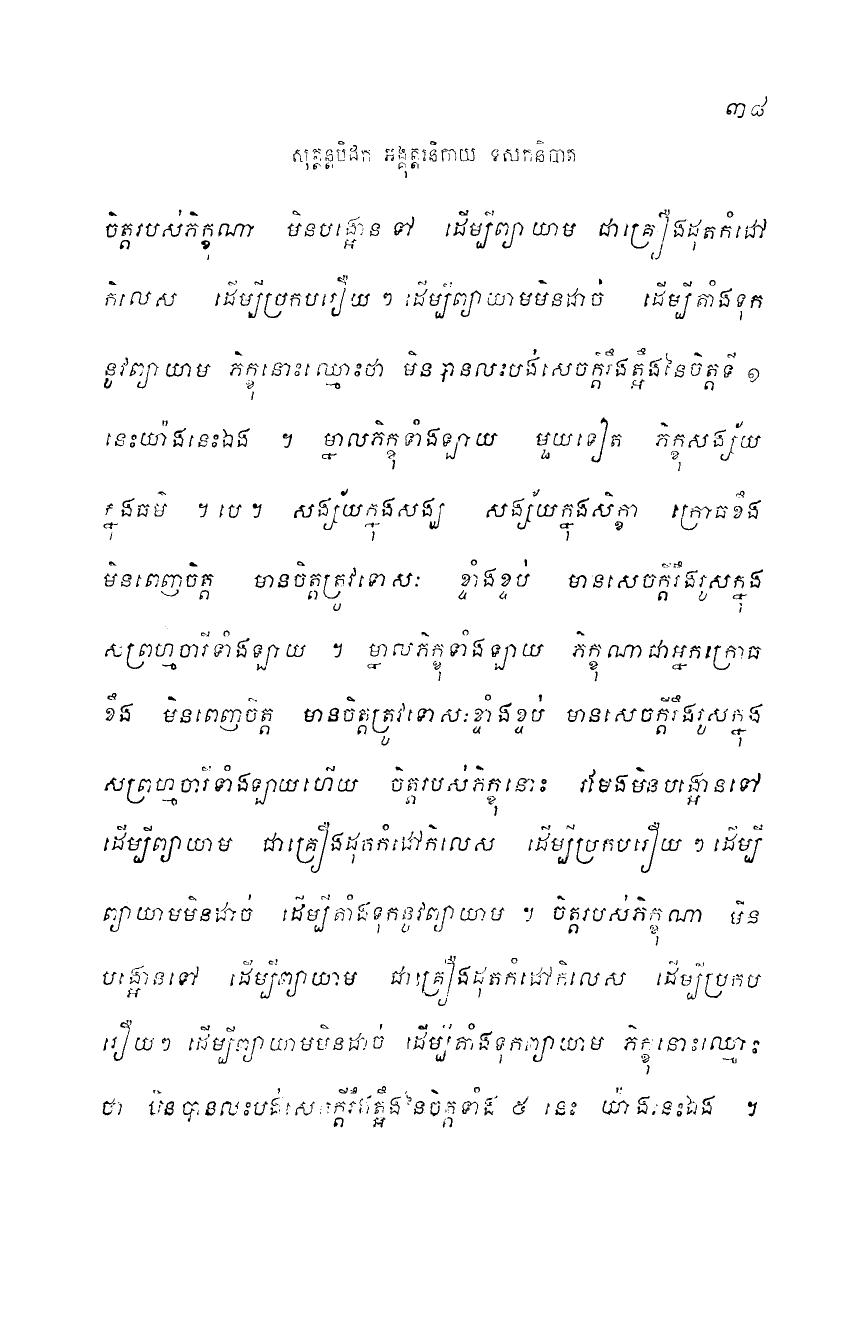 ៣៨
សុត្តន្តបិដក អង្គុត្តរនិកាយ ទសកនិបាត
ចិត្តរបស់ភិក្ខុណា មិនបង្អោន ទៅ ដើម្បីព្យាយាម ជាគ្រឿងដុតកំដៅ
កិលេស ដើម្បីប្រកបរឿយ ៗ ដើម្បីព្យាយាមមិនដាច់ ដើម្បីតាំងទុក
នូវព្យាយាម ភិក្ខុនោះឈ្មោះថា មិនបានលះបង់សេចក្តីរឹងត្អឹងនៃចិត្តទី ១
នេះយ៉ាងនេះឯង ។ ម្នាលភិក្ខុទាំងឡាយ មួយទៀត ភិក្ខុសង្ស័យ
ក្នុងធម៌ ។ បេ ។ សង្ស័យក្នុងសង្ឃ សង្ស័យក្នុងសិក្ខា ក្រោធខឹង
មិនពេញចិត្ត មានចិត្តត្រូវទោសៈ ខ្ទាំងខ្ទប់ មានសេចក្តីរឹងរូសក្នុង
សព្រហ្មចារីទាំងឡាយ ។ ម្នាលភិក្ខុទាំងឡាយ ភិក្ខុណាជាអ្នកក្រោធ
ខឹង មិនពេញចិត្ត មានចិត្តត្រូវទោសៈខ្ទាំងខ្ទប់ មានសេចក្តីរឹងរូសក្នុង
សព្រហ្មចារីទាំងឡាយហើយ ចិត្តរបស់ភិក្ខុនោះ រមែងមិនបង្អោនទៅ
ដើម្បីព្យាយាម ជាគ្រឿងដុតកំដៅកិលេស ដើម្បីប្រកបរឿយ ៗ ដើម្បី
ព្យាយាមមិនដាច់ ដើម្បីតាំងទុកនូវព្យាយាម ។ ចិត្តរបស់ភិក្ខុណា មិន
បង្អោនទៅ ដើម្បីព្យាយាម ជាគ្រឿងដុតកំដៅកិលេស ដើម្បីប្រកប
រឿយ ៗ ដើម្បីព្យាយាមមិនដាច់ ដើម្បីតាំងទុកព្យាយាម ភិក្ខុនោះឈ្មោះ
ថា មិនបានលះបង់សេចក្តីរឹងត្អឹងនៃចិត្តទាំង ៥ នេះ យ៉ាងនេះឯង ។